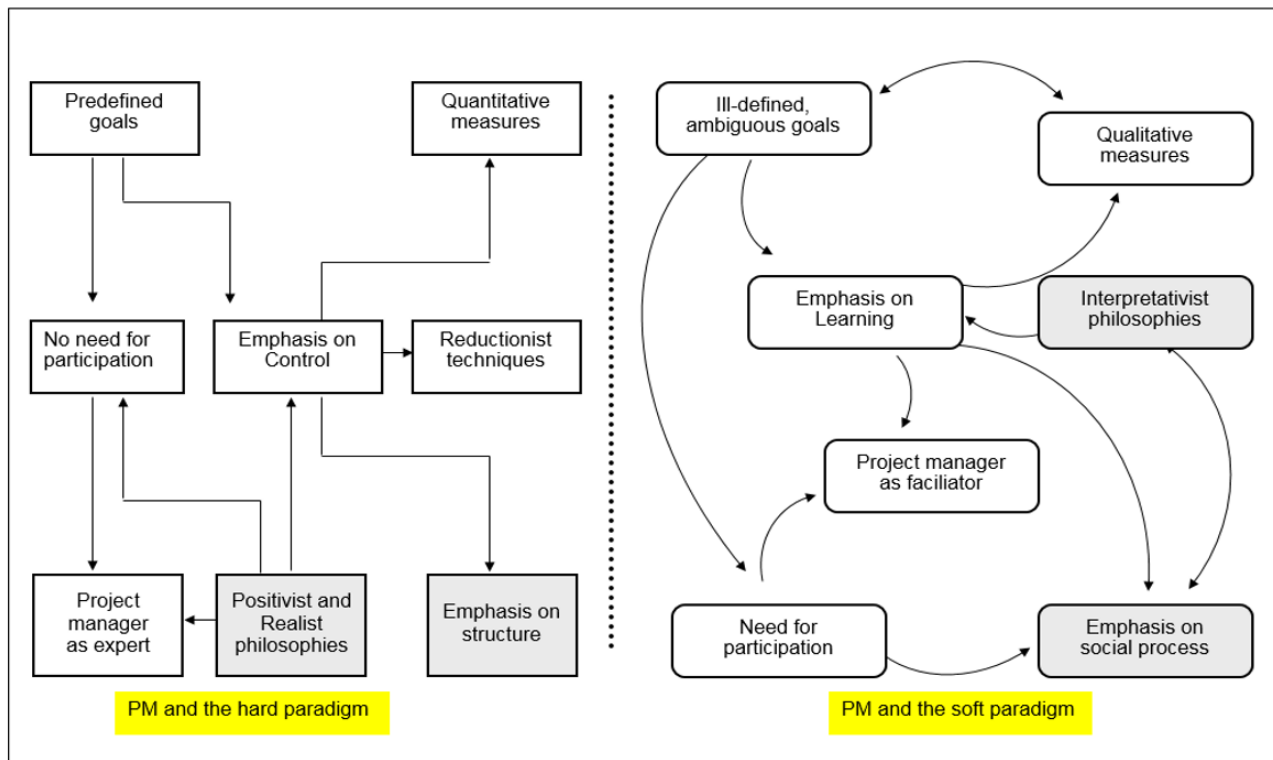 Predefined
goals
Quantitative
measures
No need for
participation
Emphasis on
Control
Reductionist
techniques
Project
manager
as expert
Positivist and
Realist
philosophies
Emphasis on
structure
PM and the hard paradigm
Ill-defined,
ambiguous goals
Qualitative
measures
Emphasis on
Learning
Interpretativist
philosophies
Project manager
as faciliator
Need for
participation
Emphasis on
social process
PM and the soft paradigm